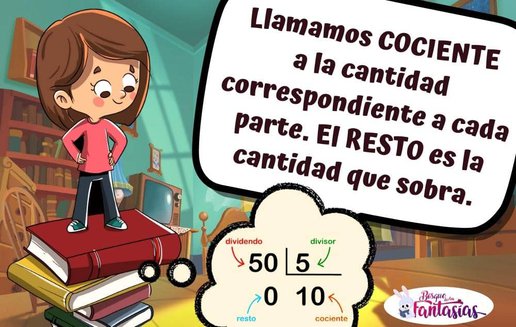 Llamamos COCIENTE
a la cantidad
correspondiente a cada
parte. El RESTO es la
cantidad que sobra.
dividendo divisor
50 5
0 10
resto cociente
Bosque de Fantasías